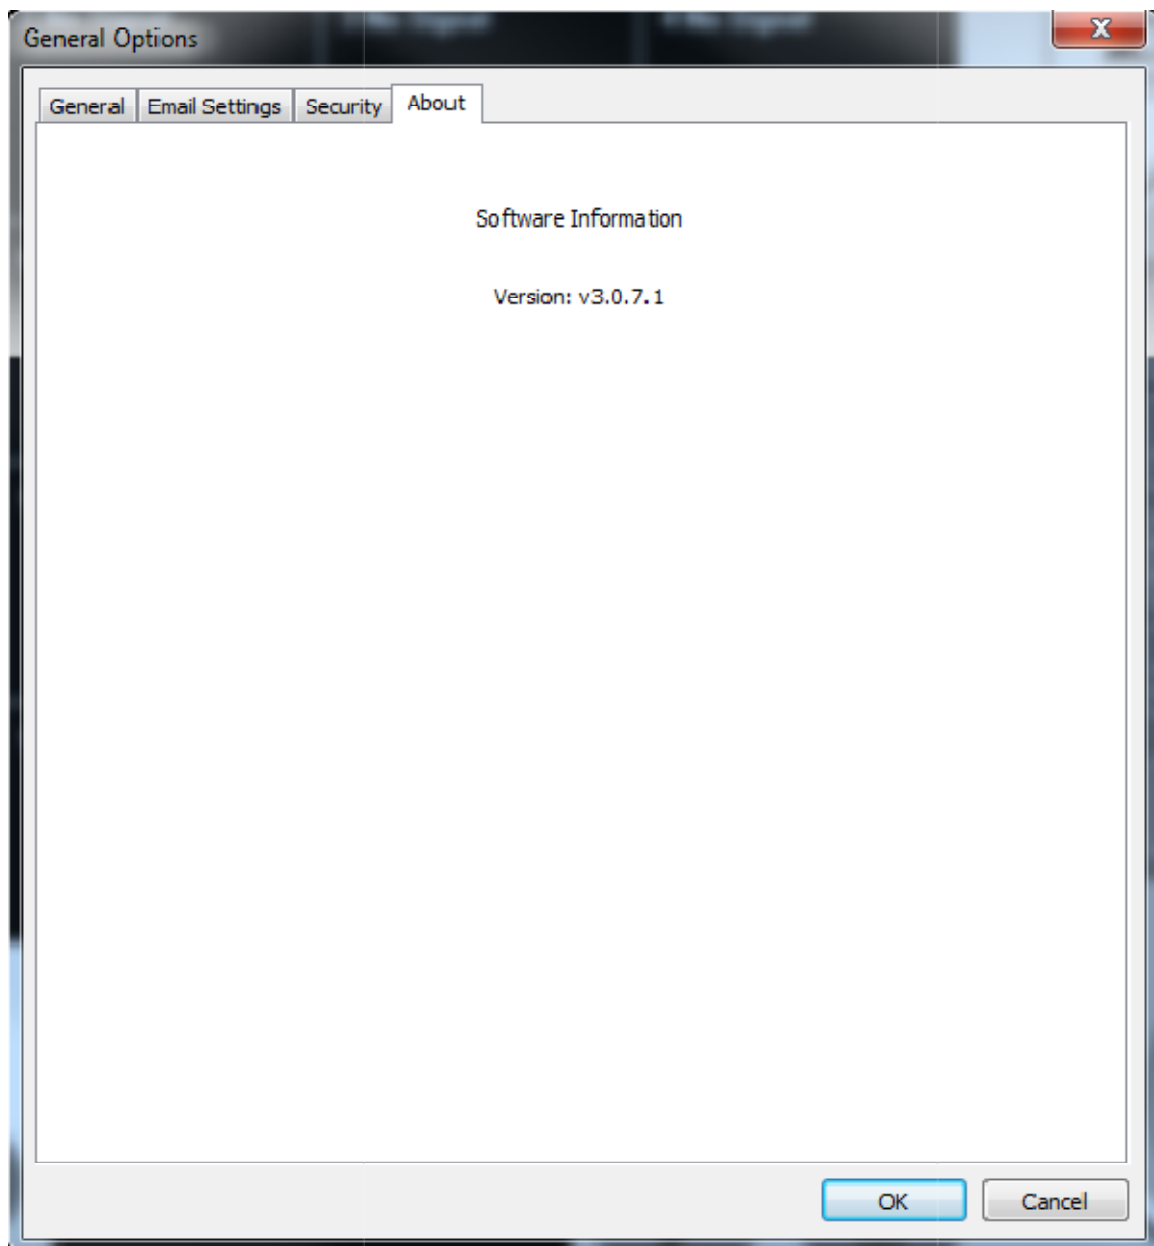 General Options
General Email Settings Security About
Software Information
Version: v3.0.7.1
OK Cancel